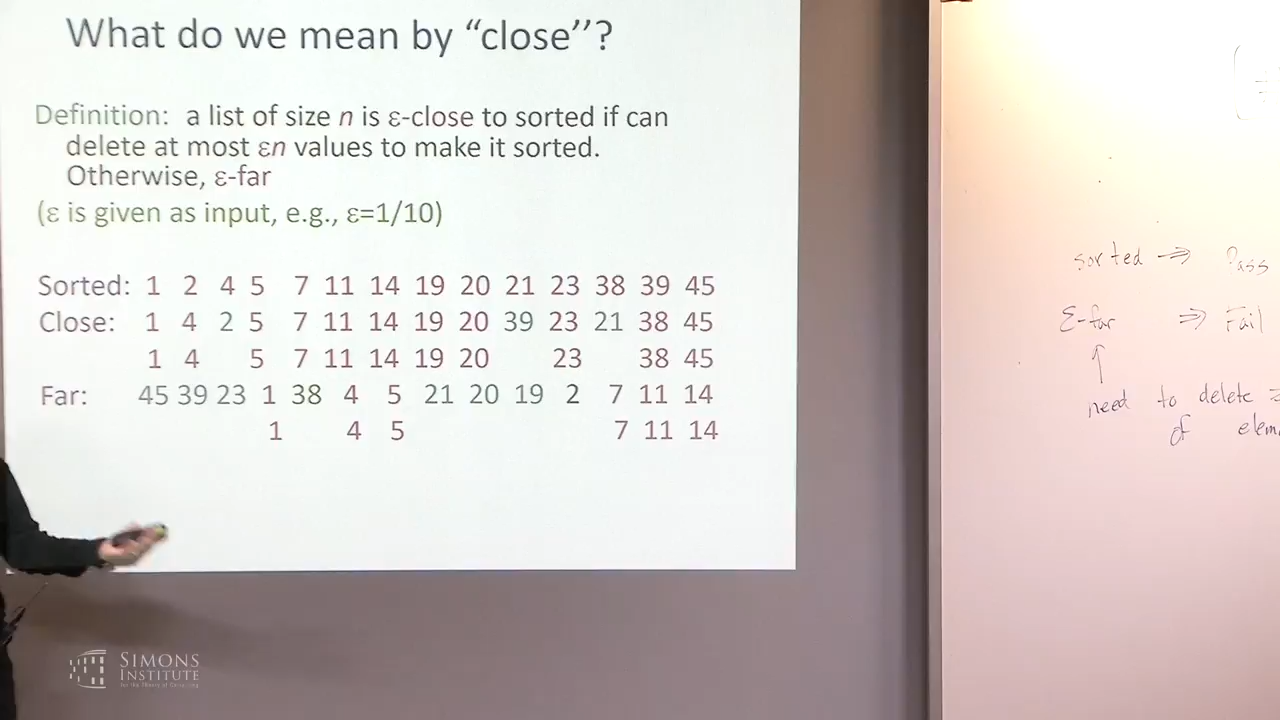 What do we mean by “close”?
Definition: a list of size n is ε-close to sorted if can
delete at most εn values to make it sorted.
Otherwise, ε-far
(ε is given as input, e.g., ε=1/10)
Sorted: 1 2 4 5 7 11 14 19 20 21 23 38 39 45
Close: 1 4 2 5 7 11 14 19 20 39 23 21 38 45
1 4 5 7 11 14 19 20 23 38 45
Far: 45 39 23 1 38 4 5 21 20 19 2 7 11 14
1 4 5 7 11 14
sorted ⇒ Pass
ε-far ⇒ Fail
need to delete
of elem
SIMONS
INSTITUTE
for the Theory of Computing